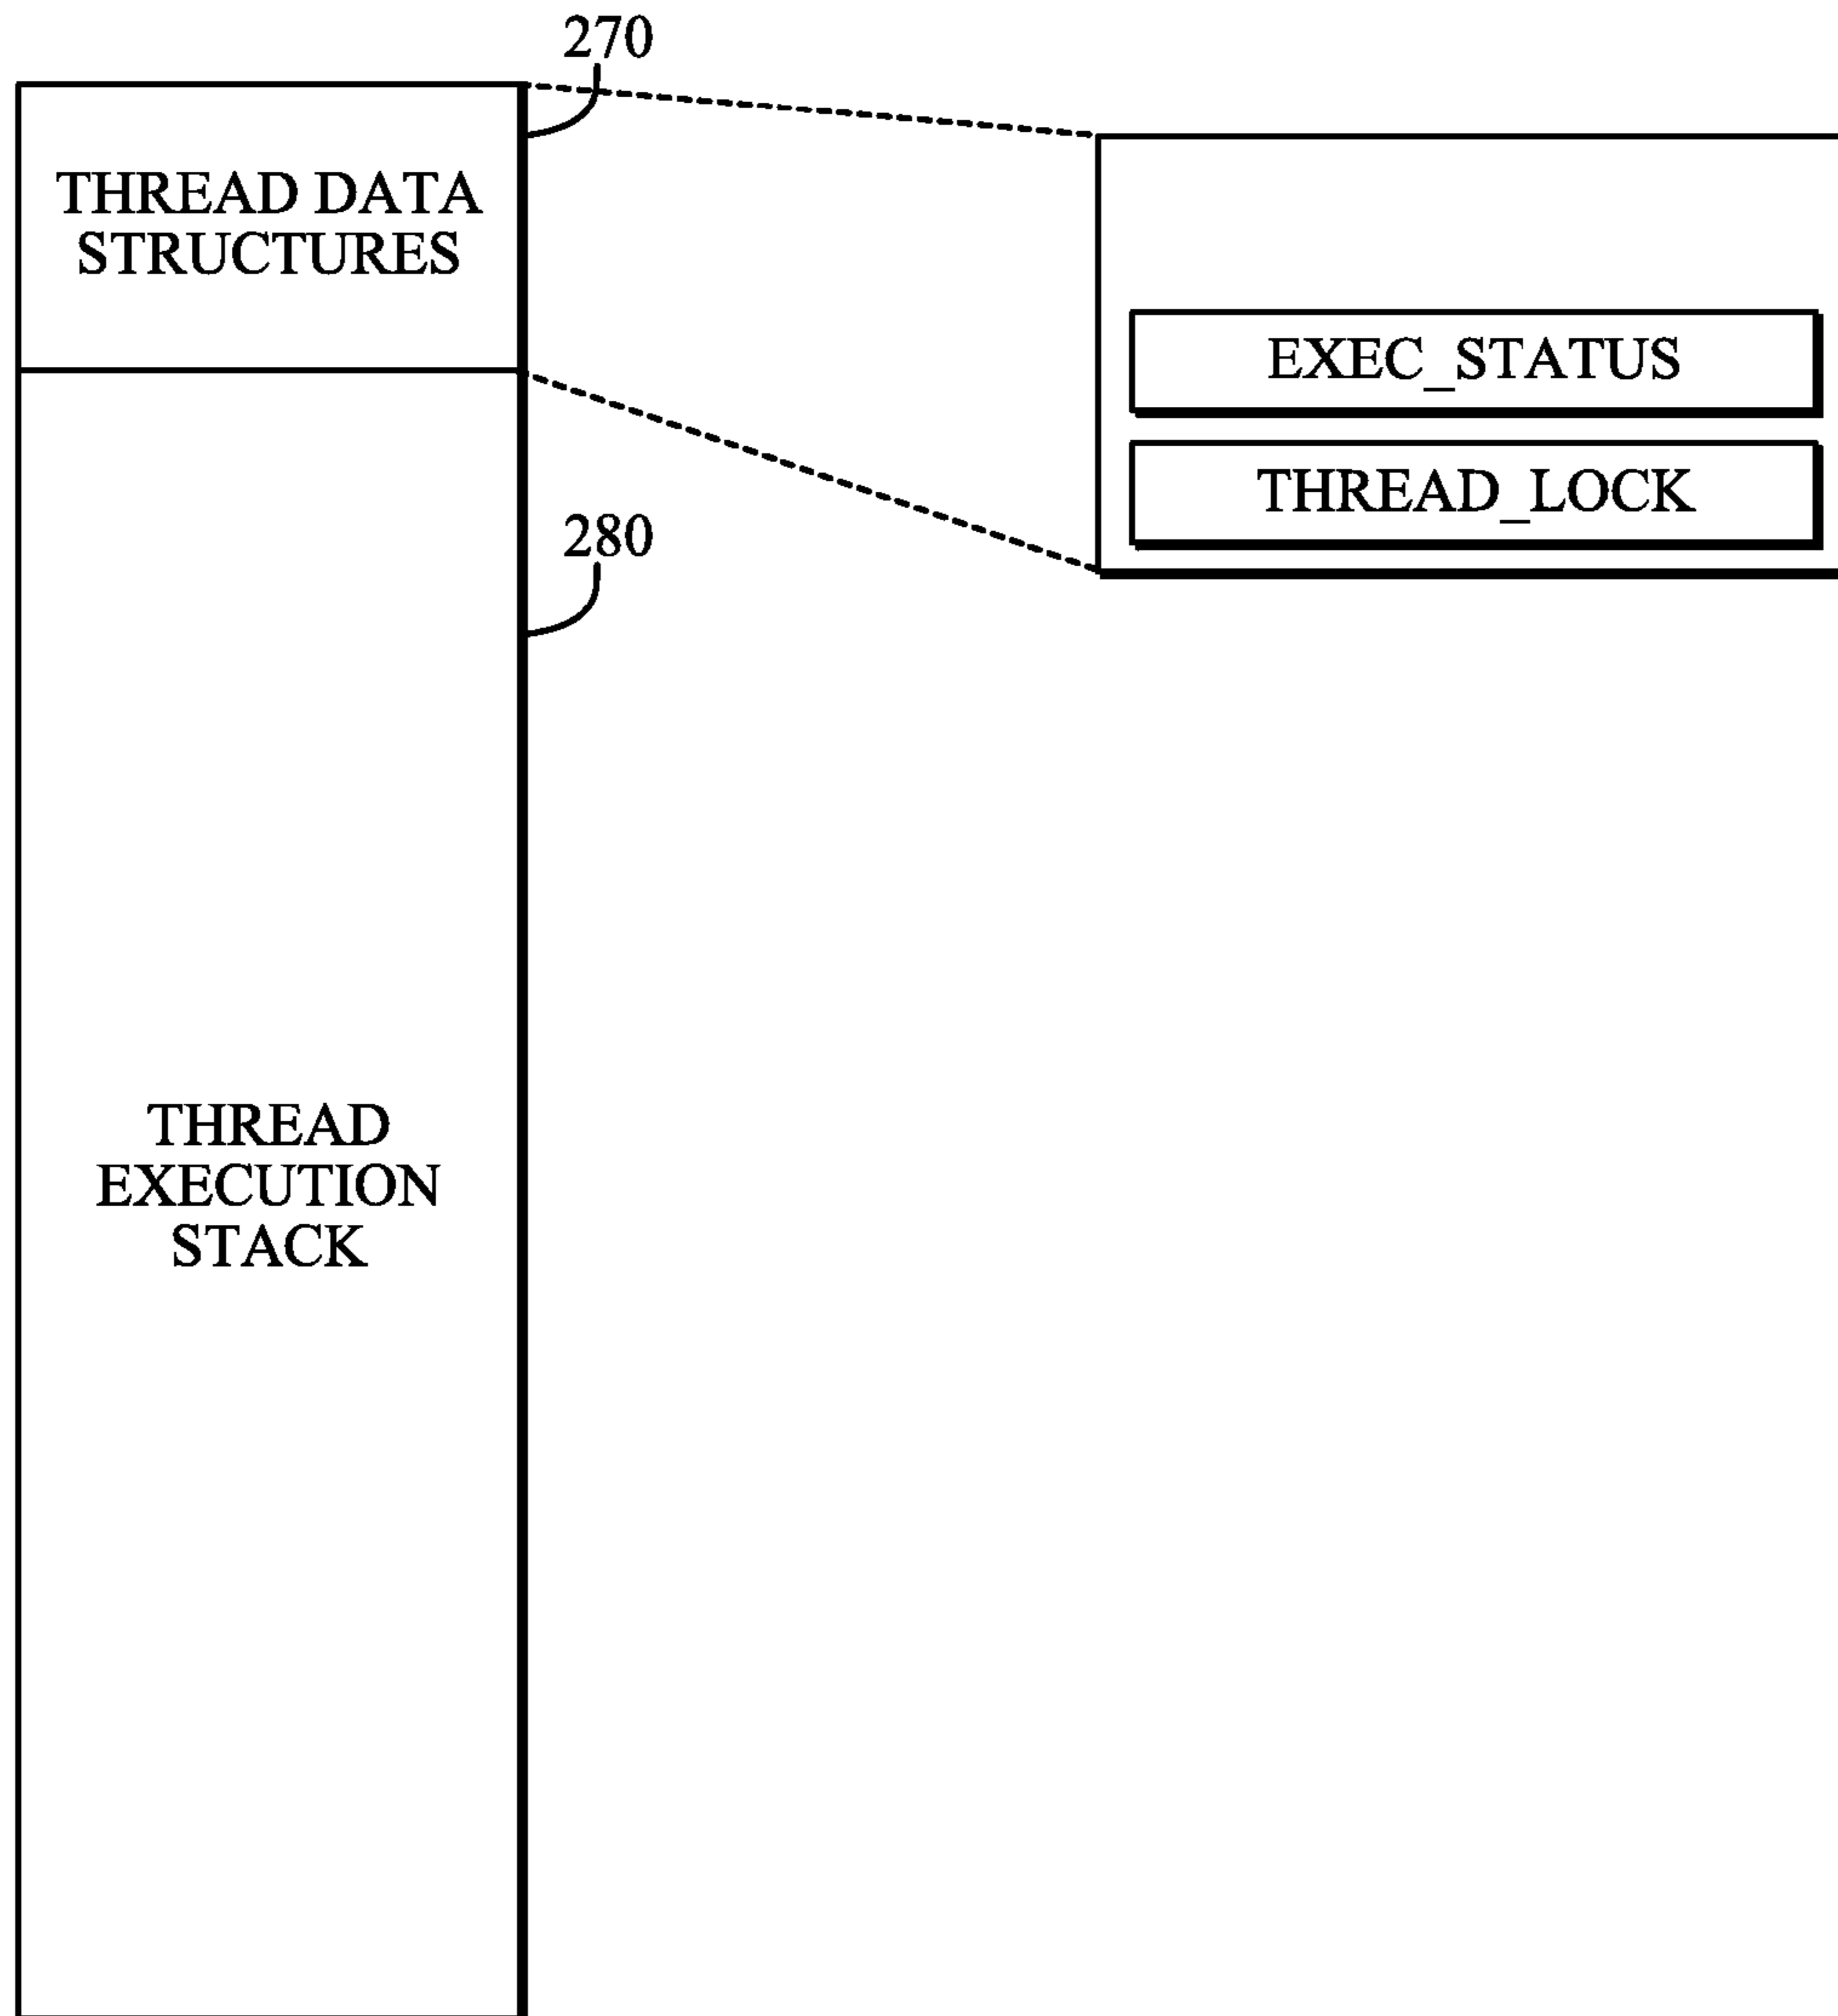 270
THREAD DATA
STRUCTURES
EXEC_STATUS
THREAD_LOCK
280
THREAD
EXECUTION
STACK